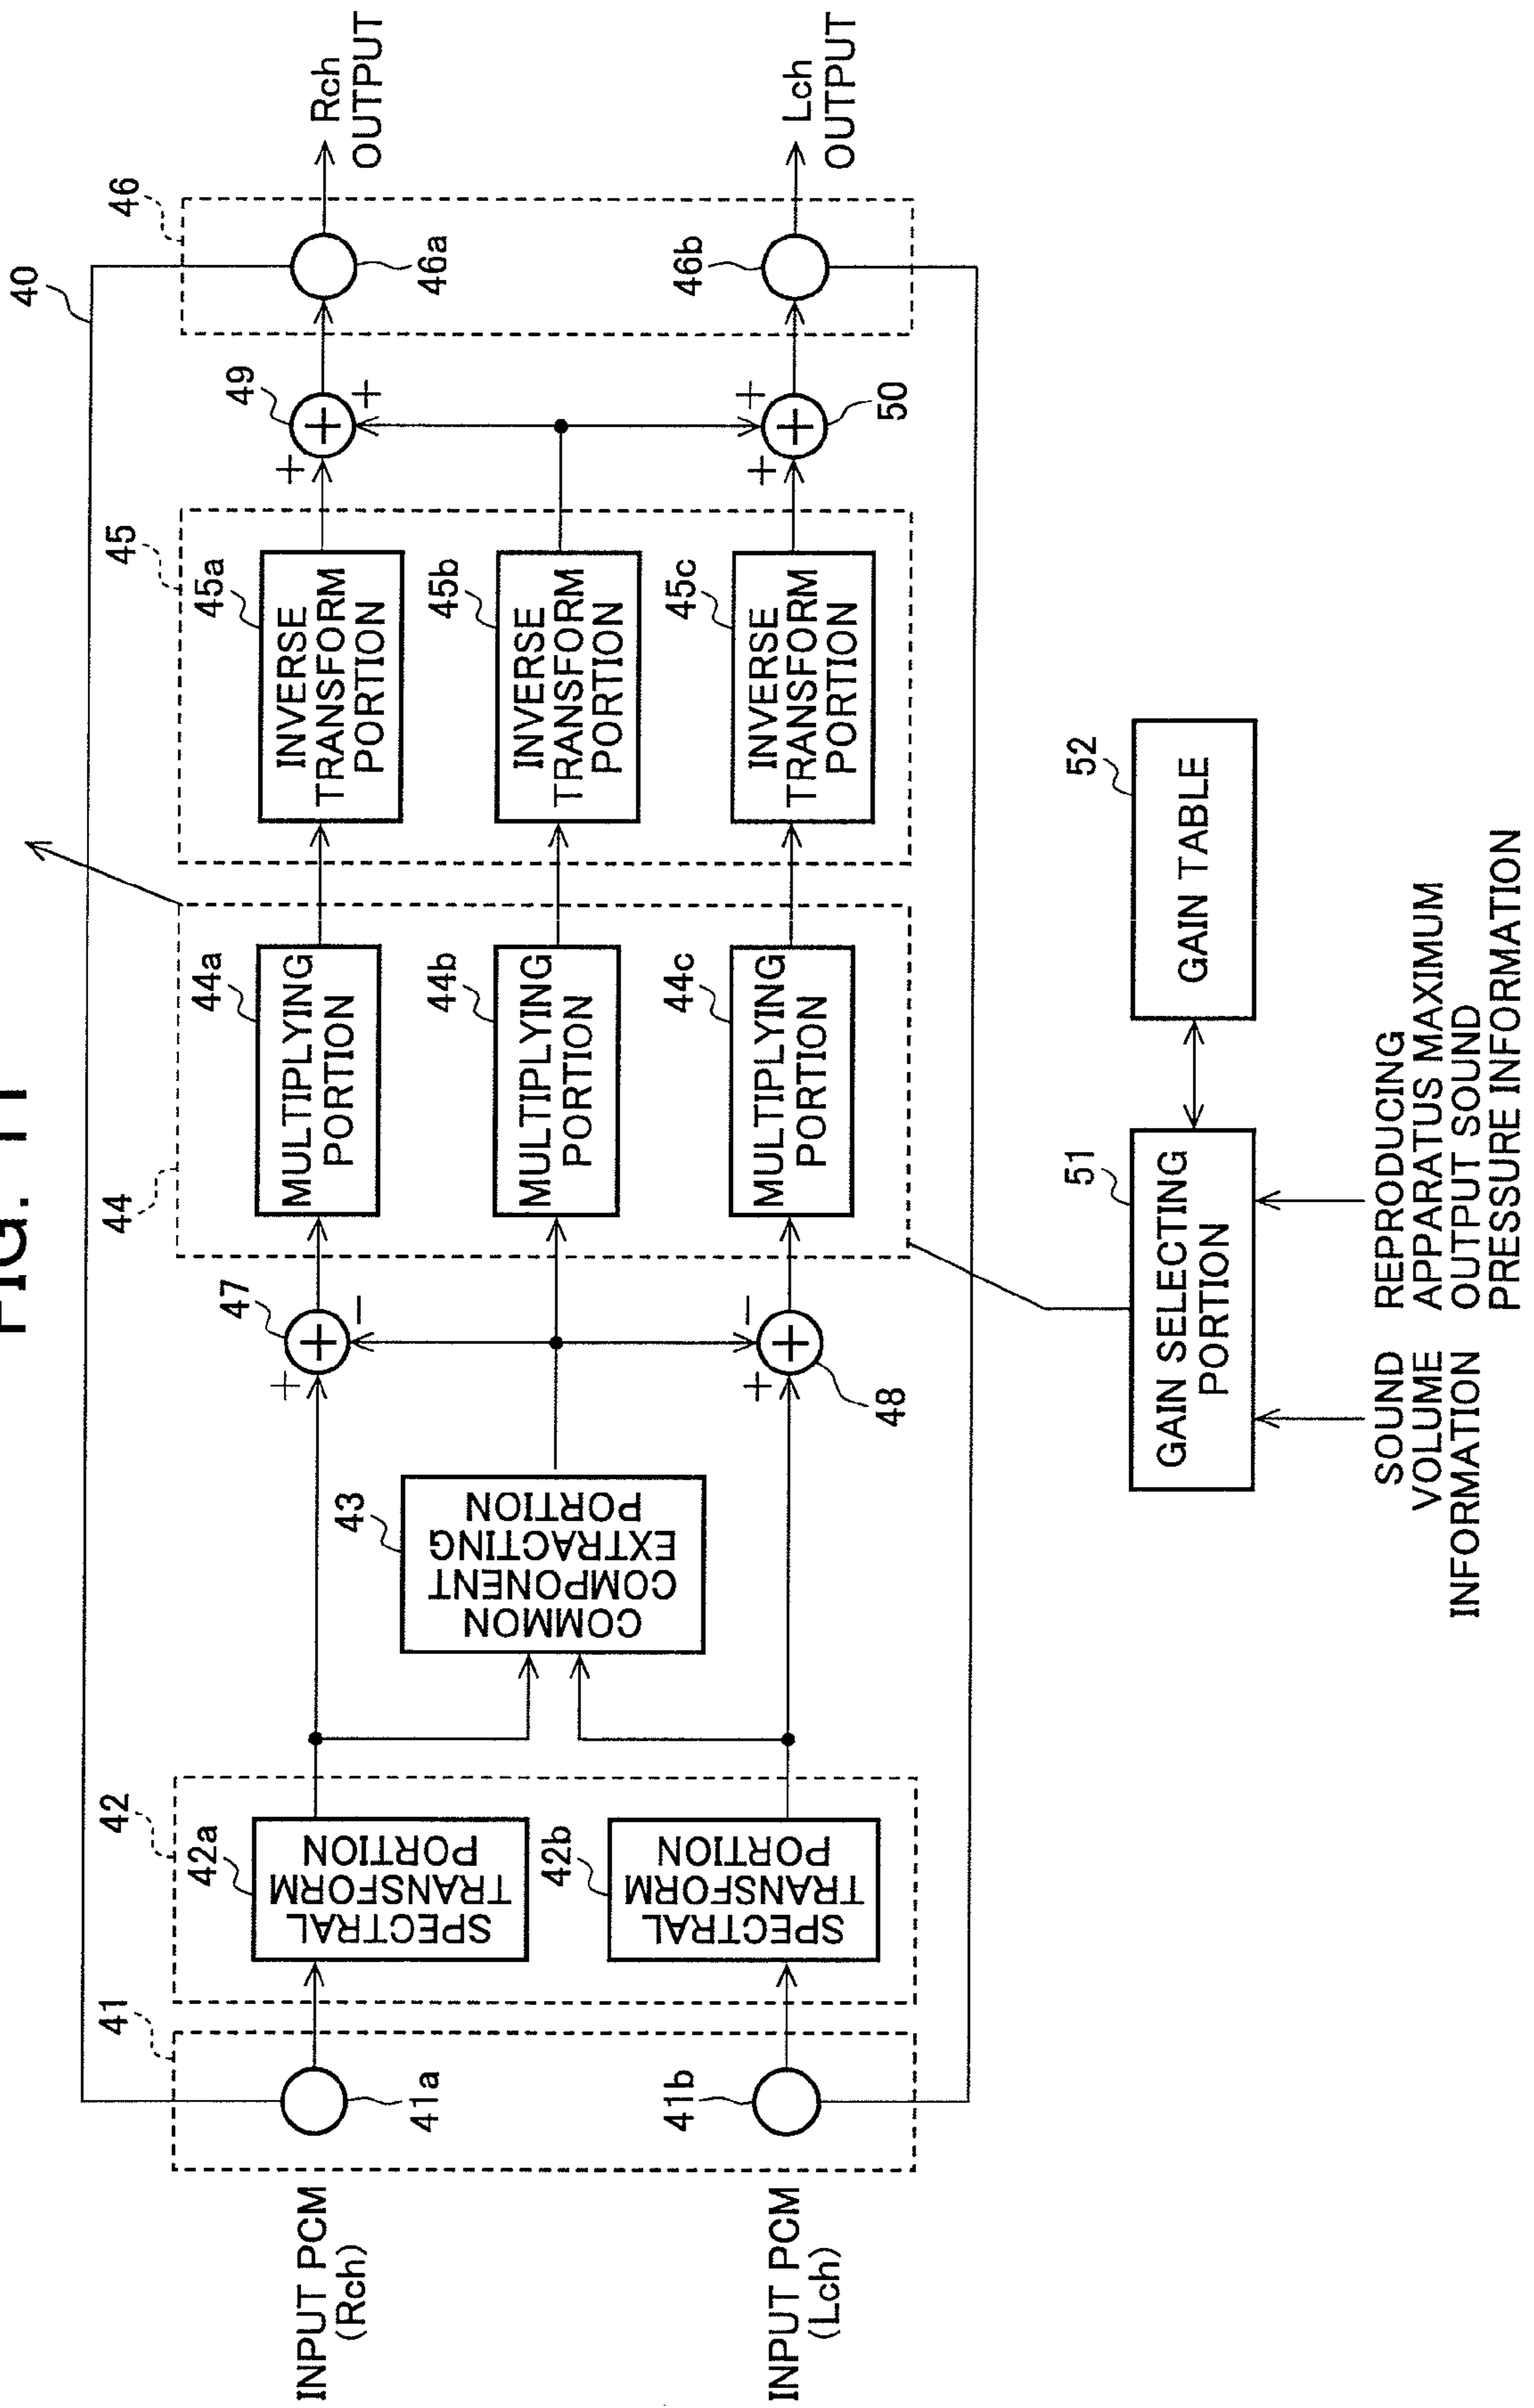 FIG. 11
40
41
42
44
45
46
INPUT PCM
(Rch)
41a
42a
SPECTRAL
TRANSFORM
PORTION
47
+
−
44a
MULTIPLYING
PORTION
45a
INVERSE
TRANSFORM
PORTION
49
+
+
46a
Rch
OUTPUT
43
COMMON
COMPONENT
EXTRACTING
PORTION
44b
MULTIPLYING
PORTION
45b
INVERSE
TRANSFORM
PORTION
INPUT PCM
(Lch)
41b
42b
SPECTRAL
TRANSFORM
PORTION
48
+
−
44c
MULTIPLYING
PORTION
45c
INVERSE
TRANSFORM
PORTION
50
+
+
46b
Lch
OUTPUT
51
GAIN SELECTING
PORTION
52
GAIN TABLE
SOUND
VOLUME
INFORMATION
REPRODUCING
APPARATUS MAXIMUM
OUTPUT SOUND
PRESSURE INFORMATION